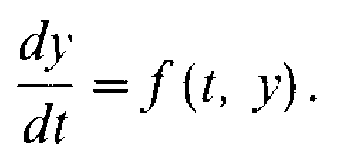 dy/dt = f(t, y).